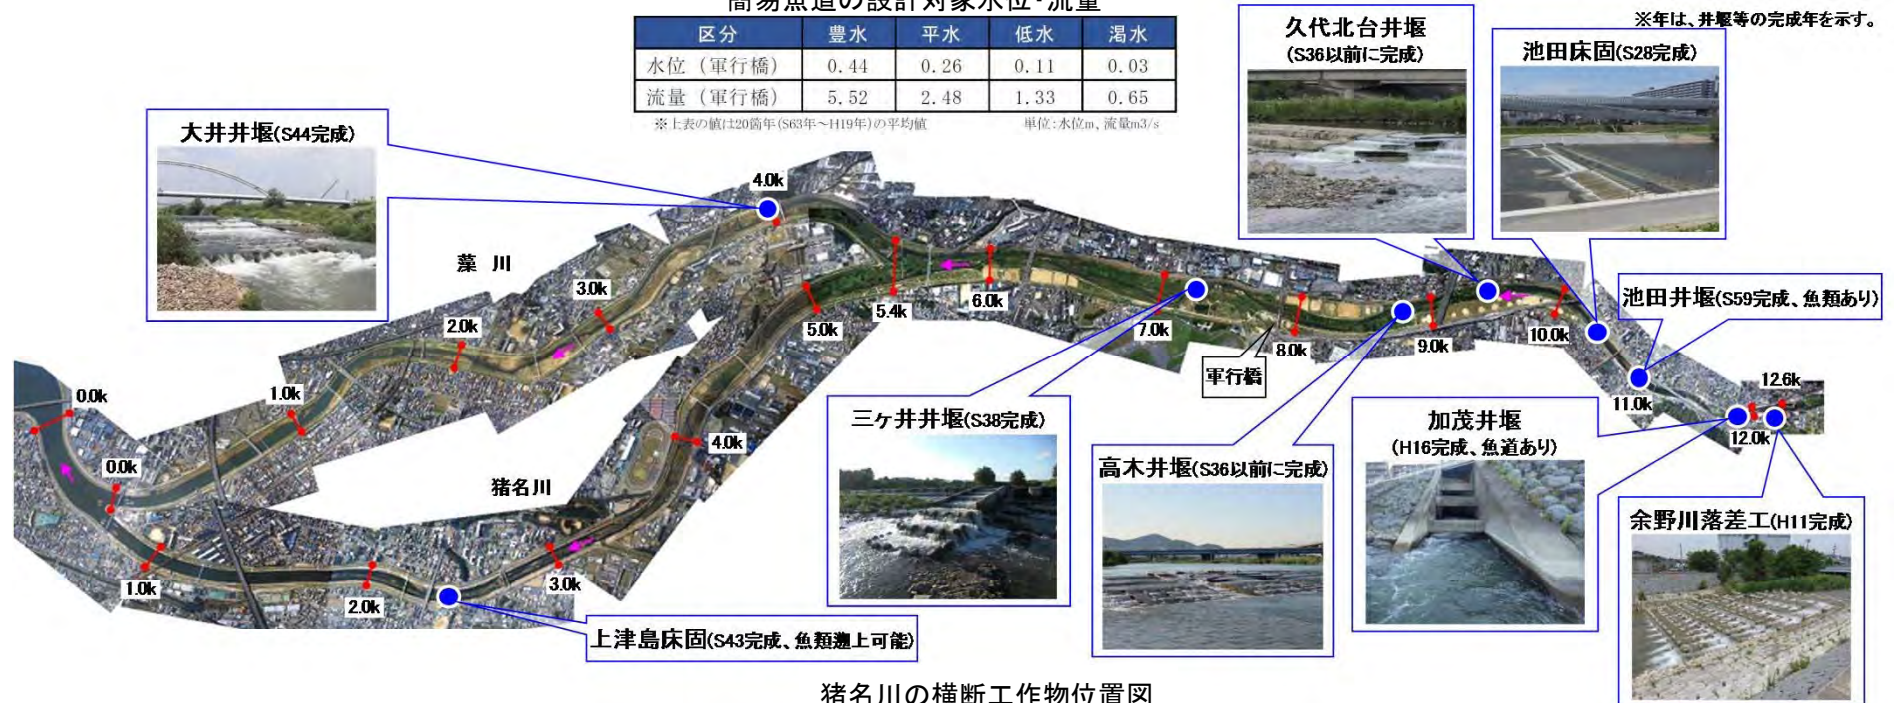 簡易魚道の設計対象水位・流量
区分 豊水 平水 低水 渇水
水位（軍行橋） 0.44 0.26 0.11 0.03
流量（軍行橋） 5.52 2.48 1.33 0.65
※上表の値は20箇年(S63年～H19年)の平均値 単位:水位m、流量m3/s
※年は、井堰等の完成年を示す。
久代北台井堰
(S36以前に完成)
池田床固(S28完成)
大井井堰(S44完成)
池田井堰(S59完成、魚類あり)
藻 川
猪名川
軍行橋
4.0k
3.0k
2.0k
1.0k
0.0k
0.0k
1.0k
2.0k
3.0k
4.0k
5.0k
5.4k
6.0k
7.0k
8.0k
9.0k
10.0k
11.0k
12.0k
12.6k
三ヶ井井堰(S38完成)
高木井堰(S36以前に完成)
加茂井堰
(H16完成、魚道あり)
余野川落差工(H11完成)
上津島床固(S43完成、魚類遡上可能)
猪名川の横断工作物位置図